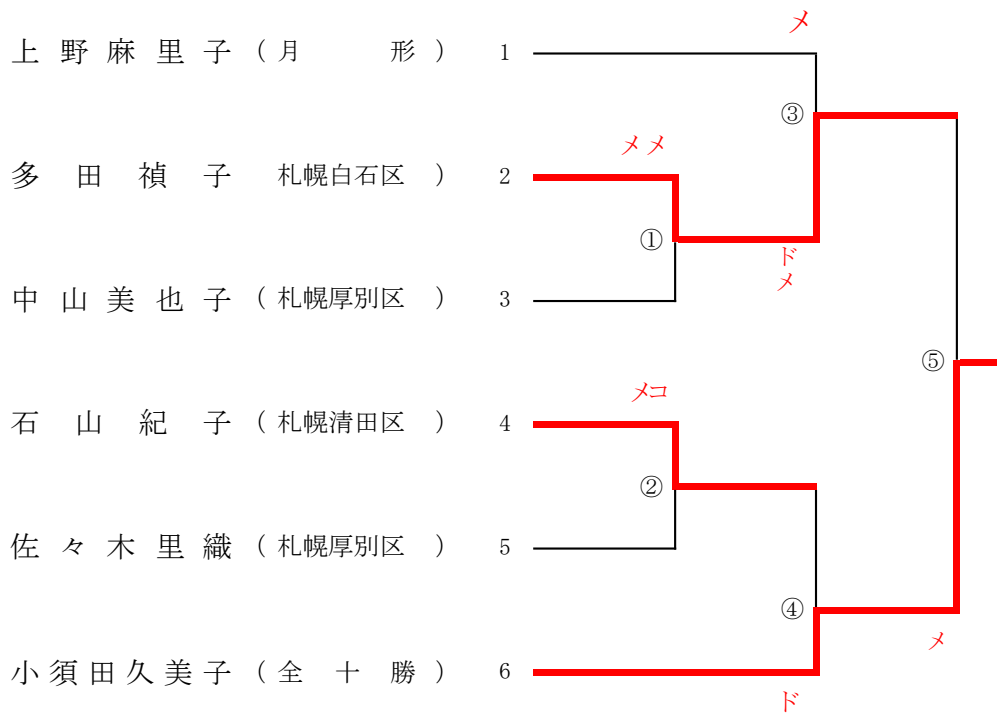 メ
上野麻里子（月　形）　1
③
メメ
多田禎子　札幌白石区　）　2
①
ド
メ
中山美也子（札幌厚別区　）　3
⑤
メコ
石山紀子（札幌清田区　）　4
②
佐々木里織（札幌厚別区　）　5
④
メ
小須田久美子（全十勝）　6
ド